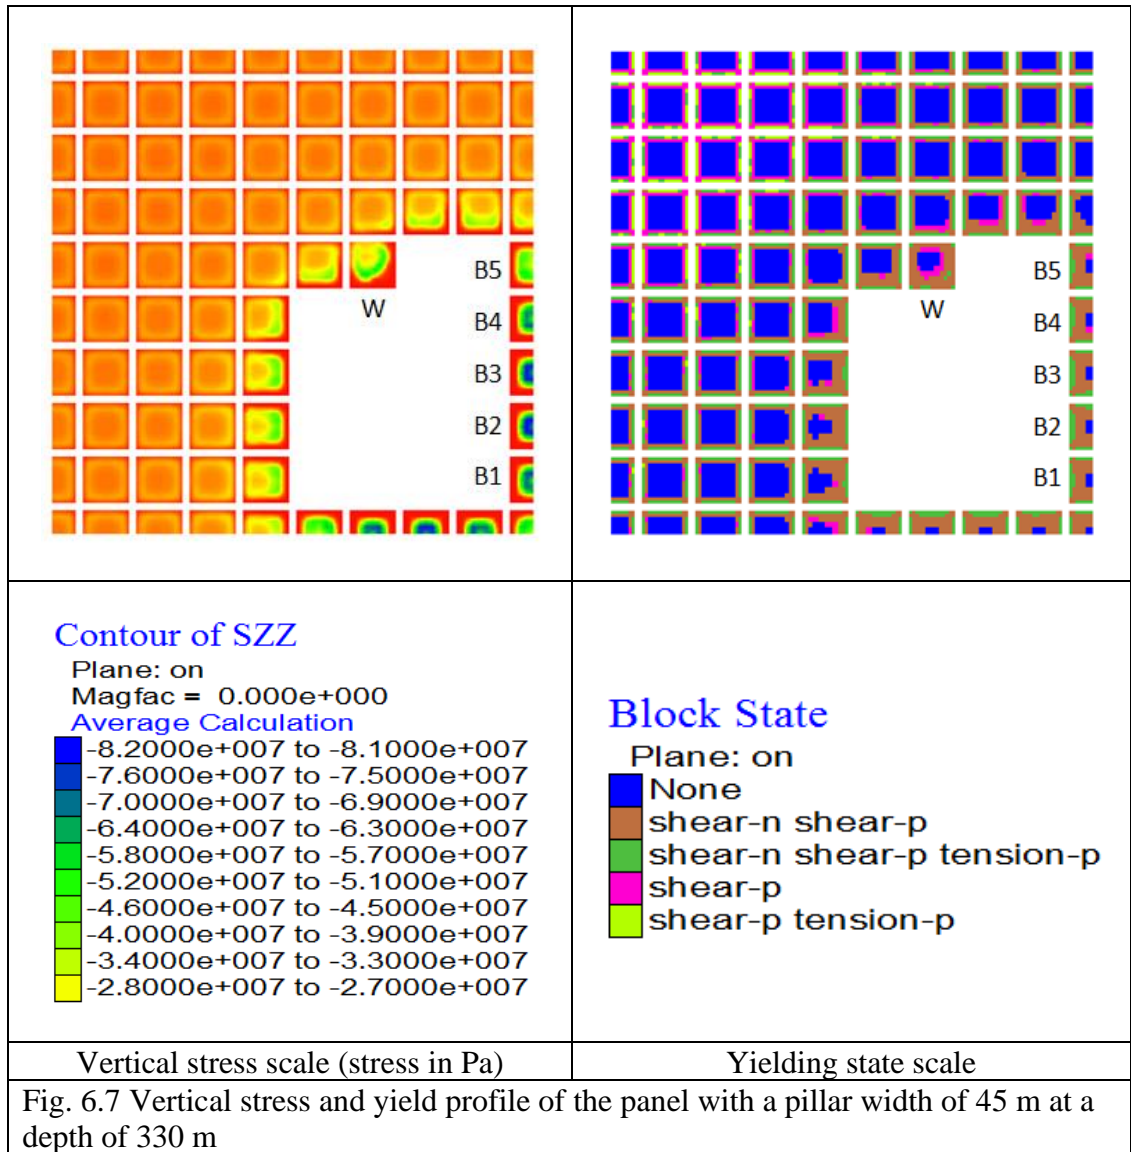 B5
W
B4
B3
B2
B1
B5
W
B4
B3
B2
B1
Contour of SZZ
Plane: on
Magfac = 0.000e+000
Average Calculation
-8.2000e+007 to -8.1000e+007
-7.6000e+007 to -7.5000e+007
-7.0000e+007 to -6.9000e+007
-6.4000e+007 to -6.3000e+007
-5.8000e+007 to -5.7000e+007
-5.2000e+007 to -5.1000e+007
-4.6000e+007 to -4.5000e+007
-4.0000e+007 to -3.9000e+007
-3.4000e+007 to -3.3000e+007
-2.8000e+007 to -2.7000e+007
Block State
Plane: on
None
shear-n shear-p
shear-n shear-p tension-p
shear-p
shear-p tension-p
Vertical stress scale (stress in Pa)
Yielding state scale
Fig. 6.7 Vertical stress and yield profile of the panel with a pillar width of 45 m at a
depth of 330 m